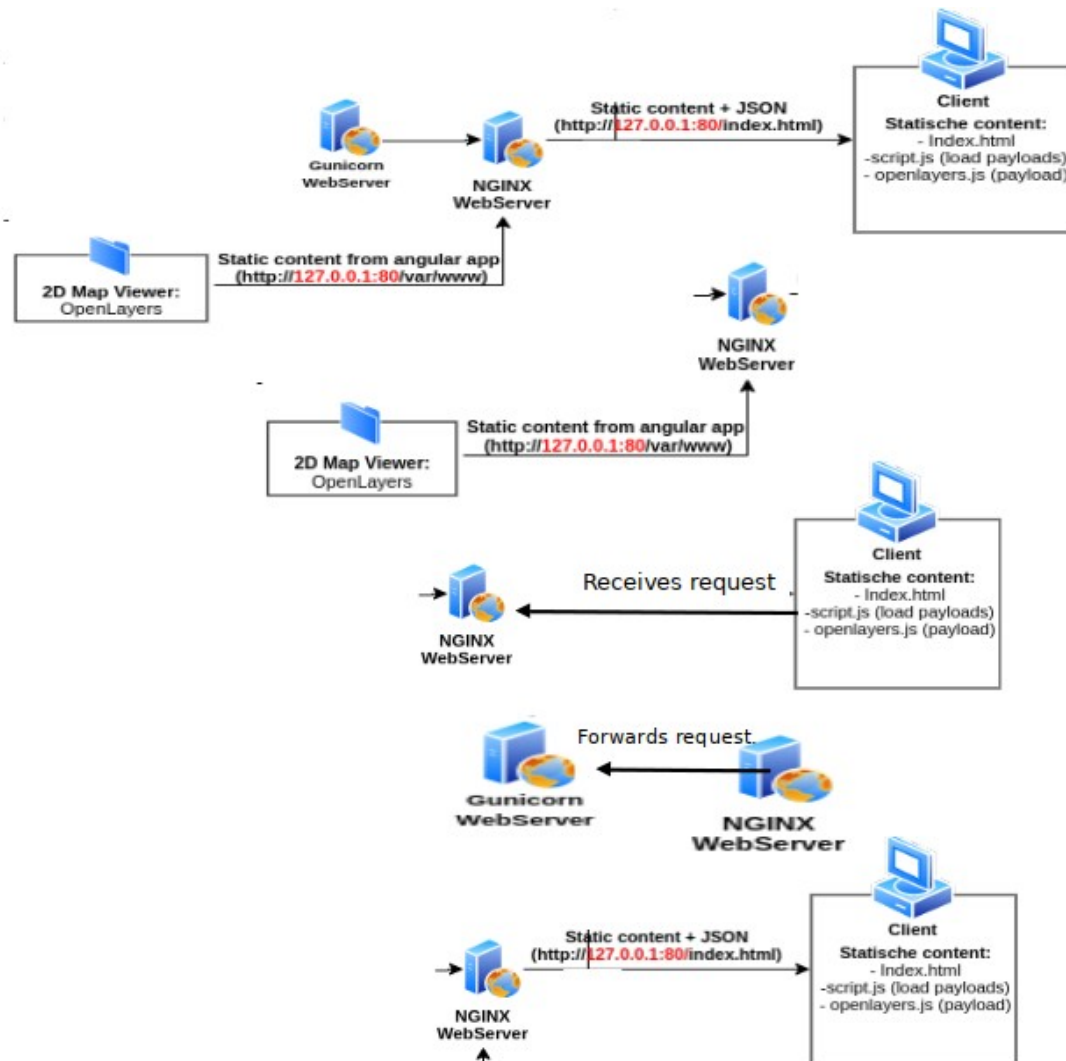 Client
Statische content:
- Index.html
-script.js (load payloads)
- openlayers.js (payload)
Static content + JSON
(http://127.0.0.1:80/index.html)
Gunicorn
WebServer
NGINX
WebServer
Static content from angular app
(http://127.0.0.1:80/var/www)
2D Map Viewer:
OpenLayers
NGINX
WebServer
Static content from angular app
(http://127.0.0.1:80/var/www)
2D Map Viewer:
OpenLayers
Client
Statische content:
- Index.html
-script.js (load payloads)
- openlayers.js (payload)
Receives request
NGINX
WebServer
Forwards request.
Gunicorn
WebServer
NGINX
WebServer
Static content + JSON
(http://127.0.0.1:80/index.html)
Client
Statische content:
- Index.html
-script.js (load payloads)
- openlayers.js (payload)
NGINX
WebServer